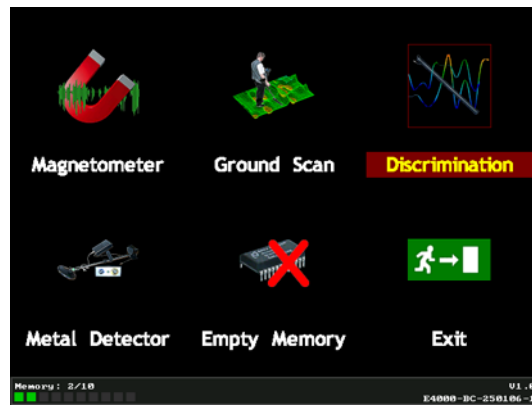 Magnetometer
Ground Scan
Discrimination
Metal Detector
Empty Memory
Exit
Memory: 2/10